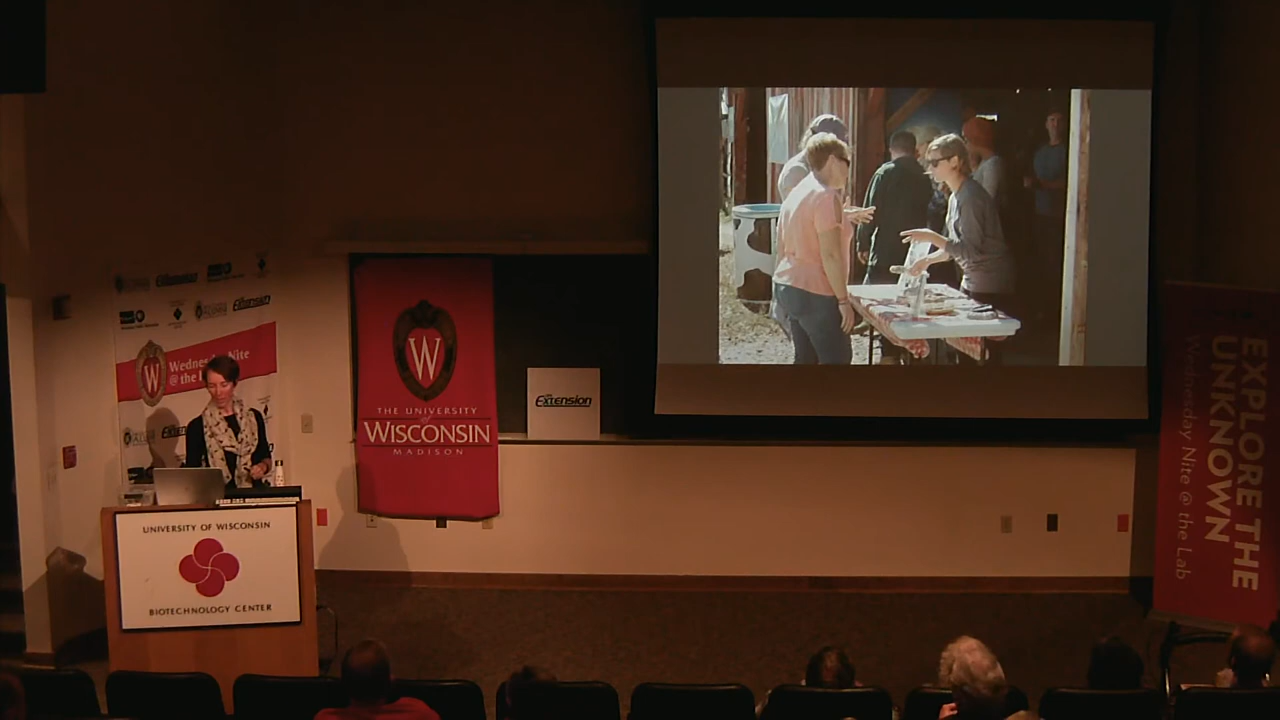 Extension
Extension
Wednesday Nite
@ the L
W
W
THE UNIVERSITY
of
WISCONSIN
MADISON
Extension
UNIVERSITY OF WISCONSIN
BIOTECHNOLOGY CENTER
EXPLORE THE
UNKNOWN
Wednesday Nite @ the Lab